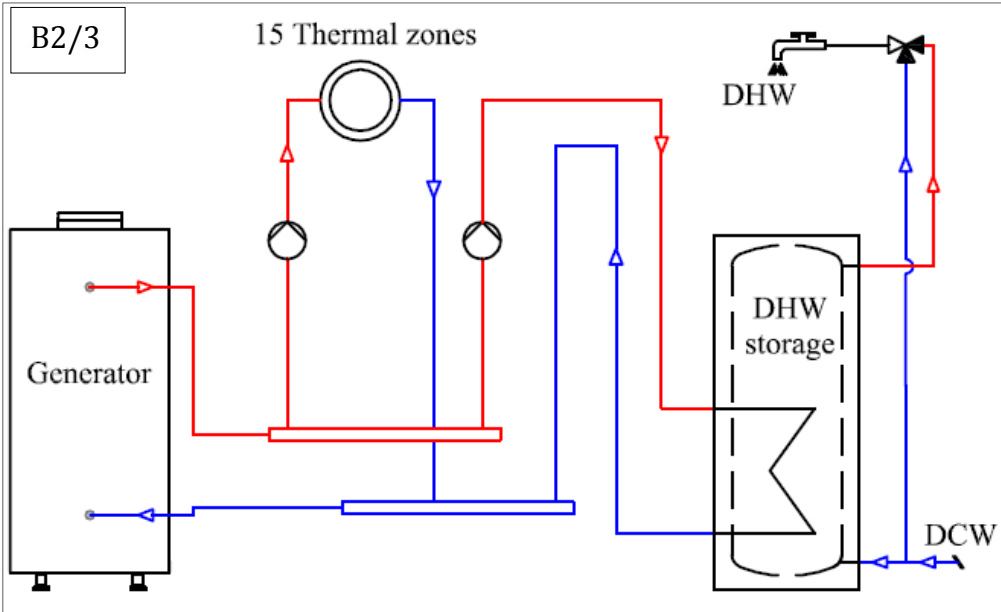 B2/3
15 Thermal zones
DHW
Generator
DHW
storage
DCW